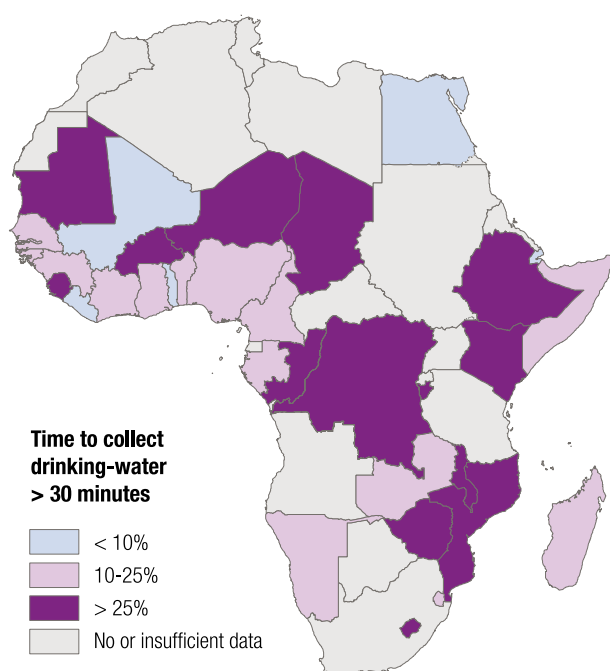 Time to collect
drinking-water
> 30 minutes
< 10%
10-25%
> 25%
No or insufficient data